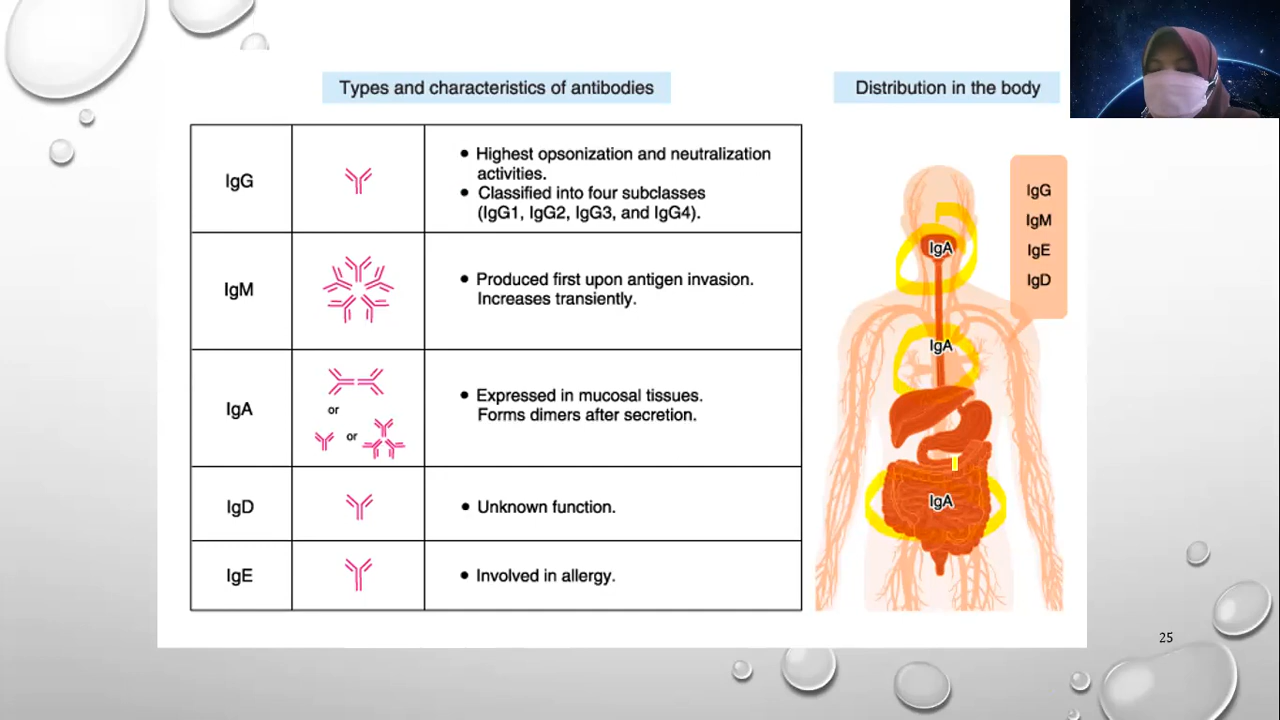 Types and characteristics of antibodies
Distribution in the body
IgG
• Highest opsonization and neutralization
activities.
• Classified into four subclasses
(IgG1, IgG2, IgG3, and IgG4).
IgM
• Produced first upon antigen invasion.
Increases transiently.
IgA
or
or
• Expressed in mucosal tissues.
Forms dimers after secretion.
IgD
• Unknown function.
IgE
• Involved in allergy.
IgA
IgA
IgA
IgG
IgM
IgE
IgD
25